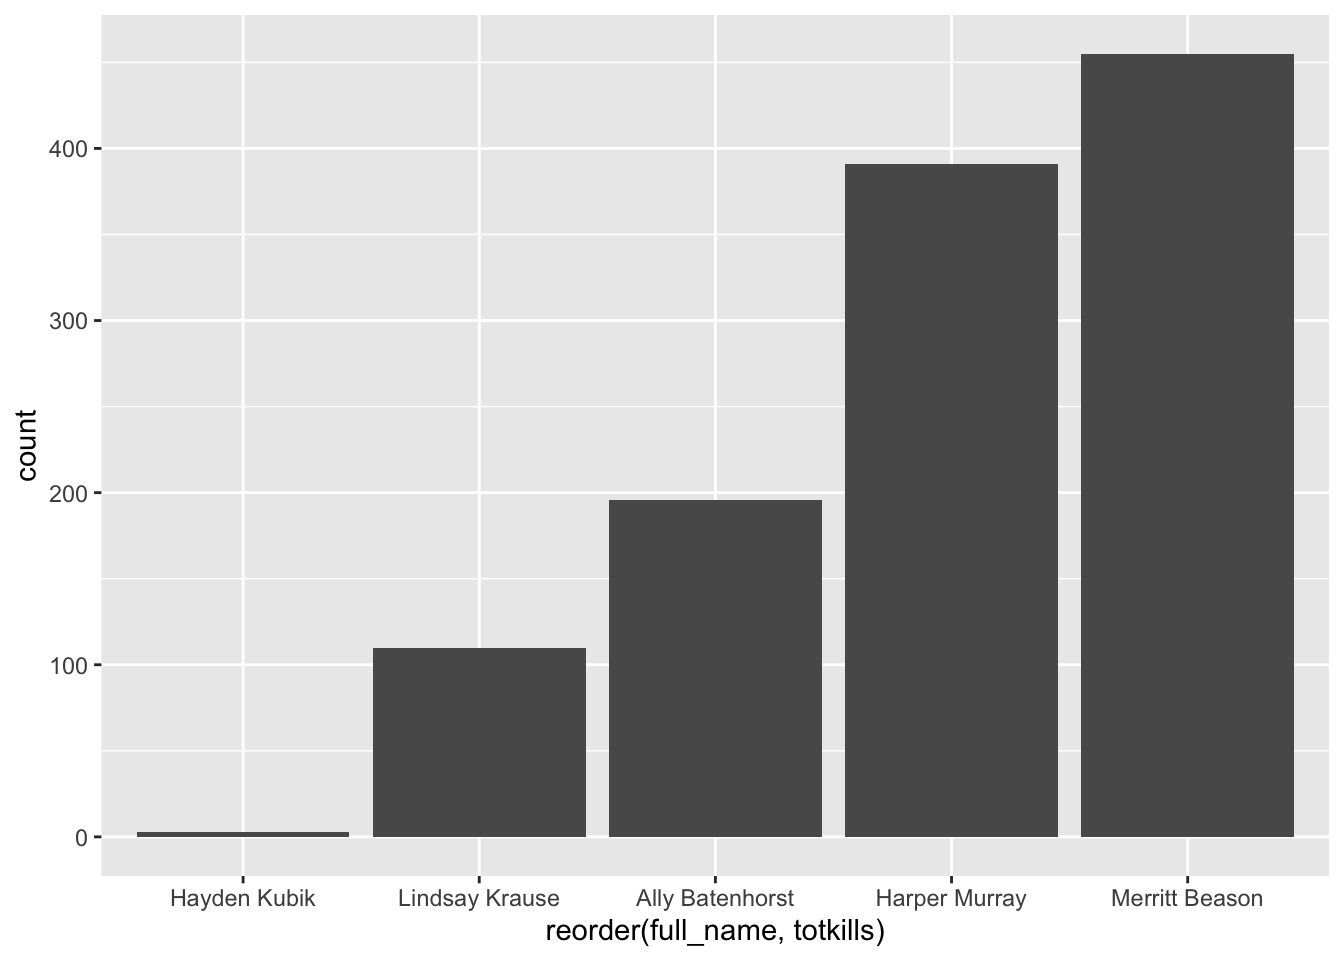 count
400
300
200
100
0
Hayden Kubik
Lindsay Krause
Ally Batenhorst
Harper Murray
Merritt Beason
reorder(full_name, totkills)